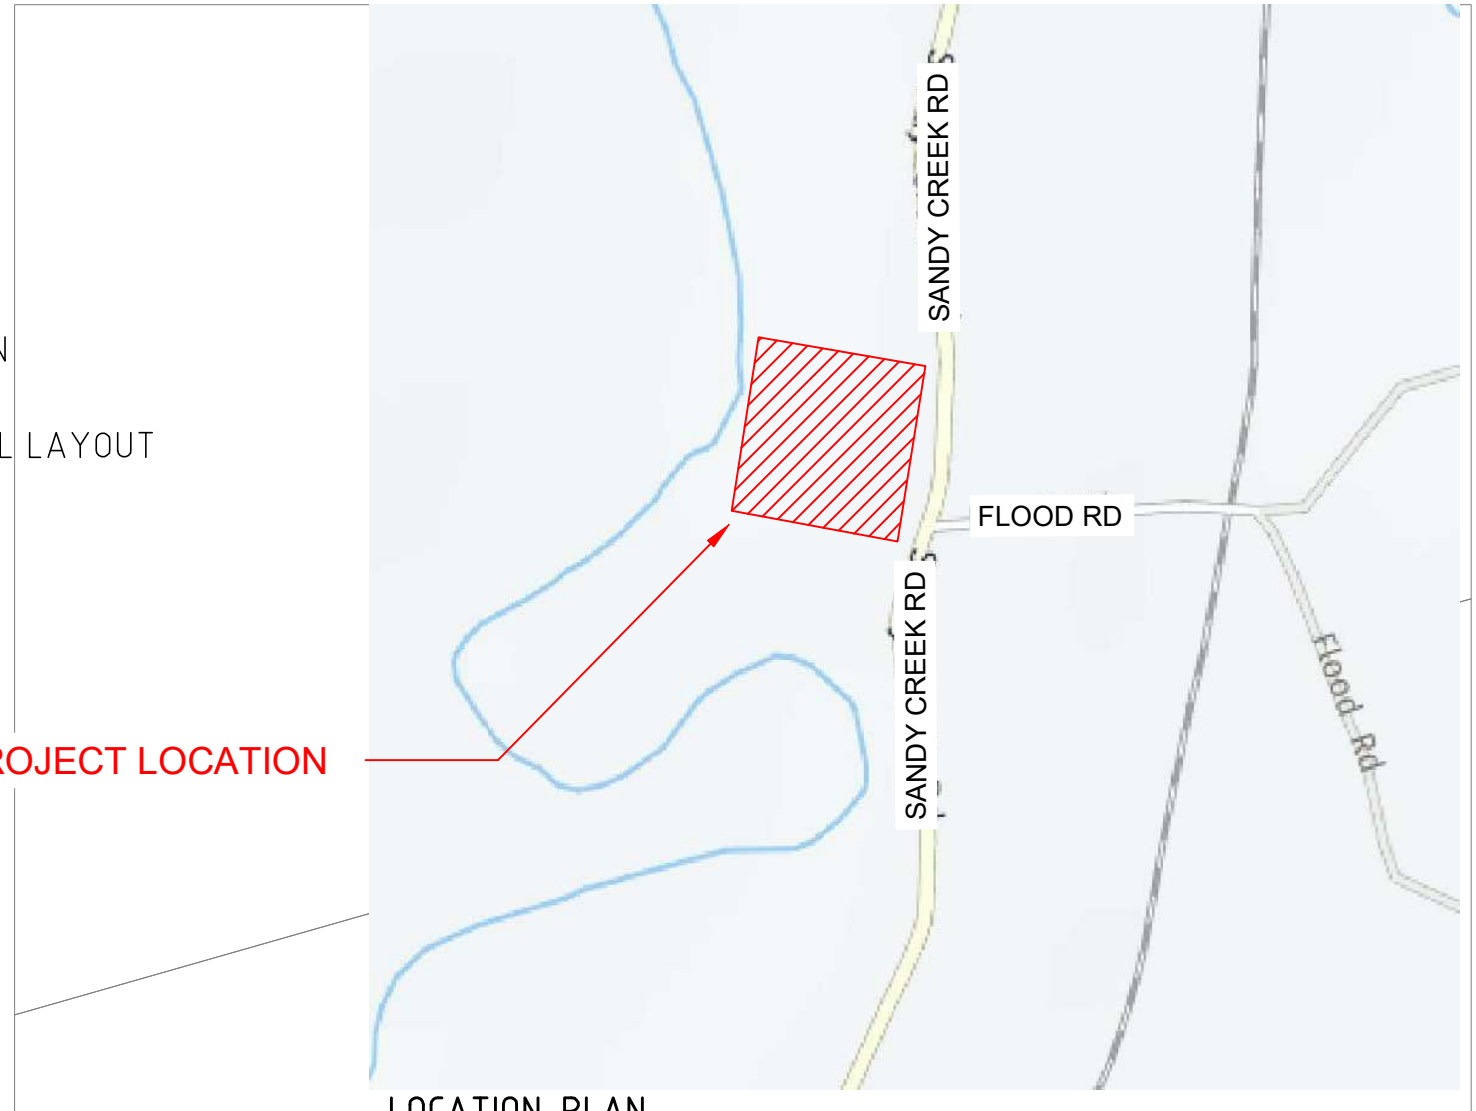 SANDY CREEK RD
N
L LAYOUT
FLOOD RD
SANDY CREEK RD
Flood Rd
ROJECT LOCATION
LOCATION PLAN